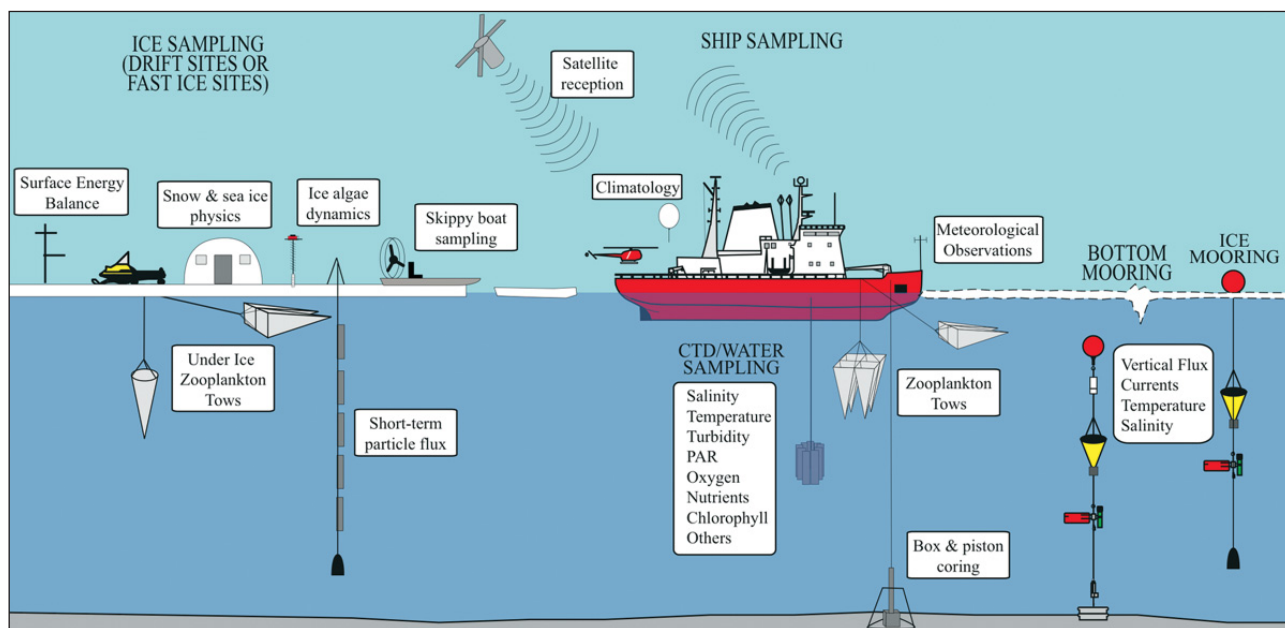 ICE SAMPLING
(DRIFT SITES OR
FAST ICE SITES)
Satellite
reception
SHIP SAMPLING
Surface Energy
Balance
Snow & sea ice
physics
Ice algae
dynamics
Skippy boat
sampling
Climatology
Meteorological
Observations
BOTTOM
MOORING
ICE
MOORING
Under Ice
Zooplankton
Tows
Short-term
particle flux
CTD/WATER
SAMPLING
Salinity
Temperature
Turbidity
PAR
Oxygen
Nutrients
Chlorophyll
Others
Zooplankton
Tows
Box & piston
coring
Vertical Flux
Currents
Temperature
Salinity